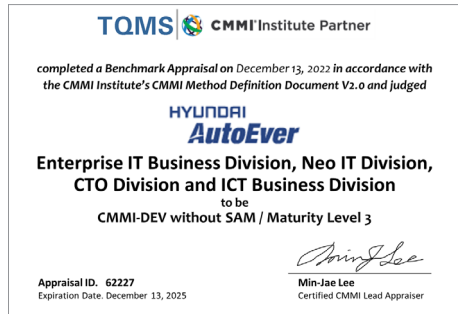 TQMS CMMI Institute Partner
completed a Benchmark Appraisal on December 13, 2022 in accordance with
the CMMI Institute's CMMI Method Definition Document V2.0 and judged
HYUNDAI
AutoEver
Enterprise IT Business Division, Neo IT Division,
CTO Division and ICT Business Division
to be
CMMI-DEV without SAM / Maturity Level 3
Appraisal ID. 62227
Expiration Date. December 13, 2025
Min-Jae Lee
Certified CMMI Lead Appraiser